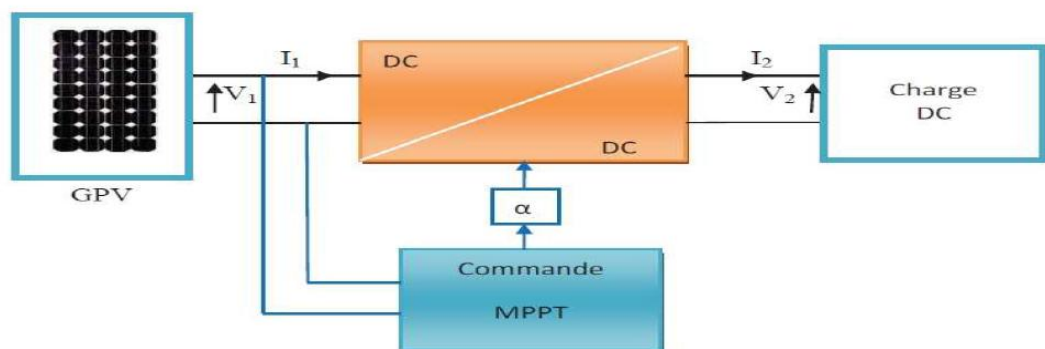 I₁
V₁
GPV
DC
DC
I₂
V₂
Charge
DC
α
Commande
MPPT